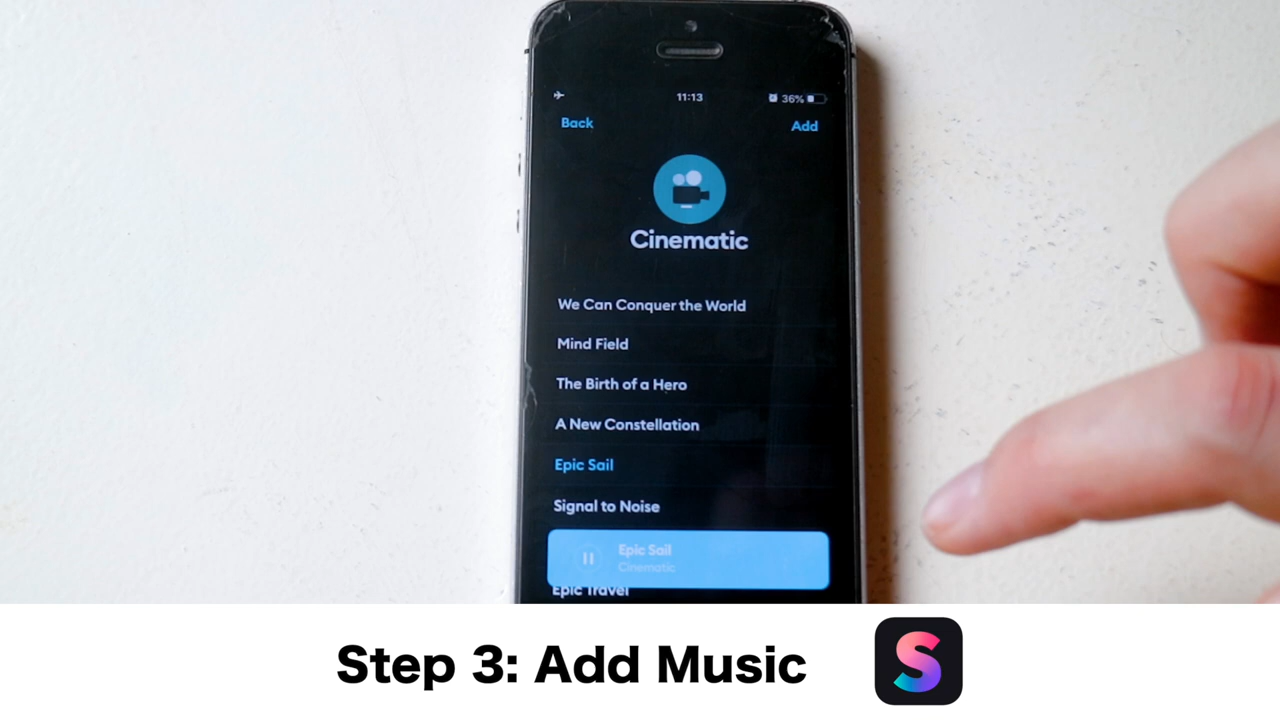 11:13
36%
Back
Add
Cinematic
We Can Conquer the World
Mind Field
The Birth of a Hero
A New Constellation
Epic Sail
Signal to Noise
Epic Sail
Cinematic
Epic Travel
Step 3: Add Music
S